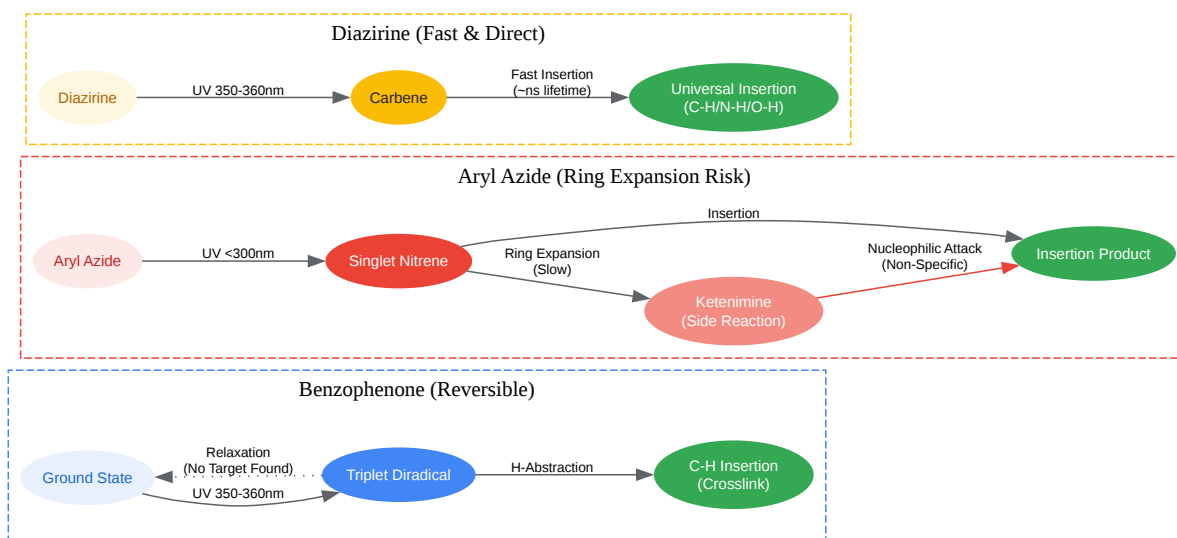 Diazirine (Fast & Direct)
Diazirine
UV 350-360nm
Carbene
Fast Insertion
(~ns lifetime)
Universal Insertion
(C-H/N-H/O-H)
Aryl Azide (Ring Expansion Risk)
Aryl Azide
UV <300nm
Singlet Nitrene
Insertion
Ring Expansion
(Slow)
Ketenimine
(Side Reaction)
Nucleophilic Attack
(Non-Specific)
Insertion Product
Benzophenone (Reversible)
Ground State
Relaxation
(No Target Found)
UV 350-360nm
Triplet Diradical
H-Abstraction
C-H Insertion
(Crosslink)